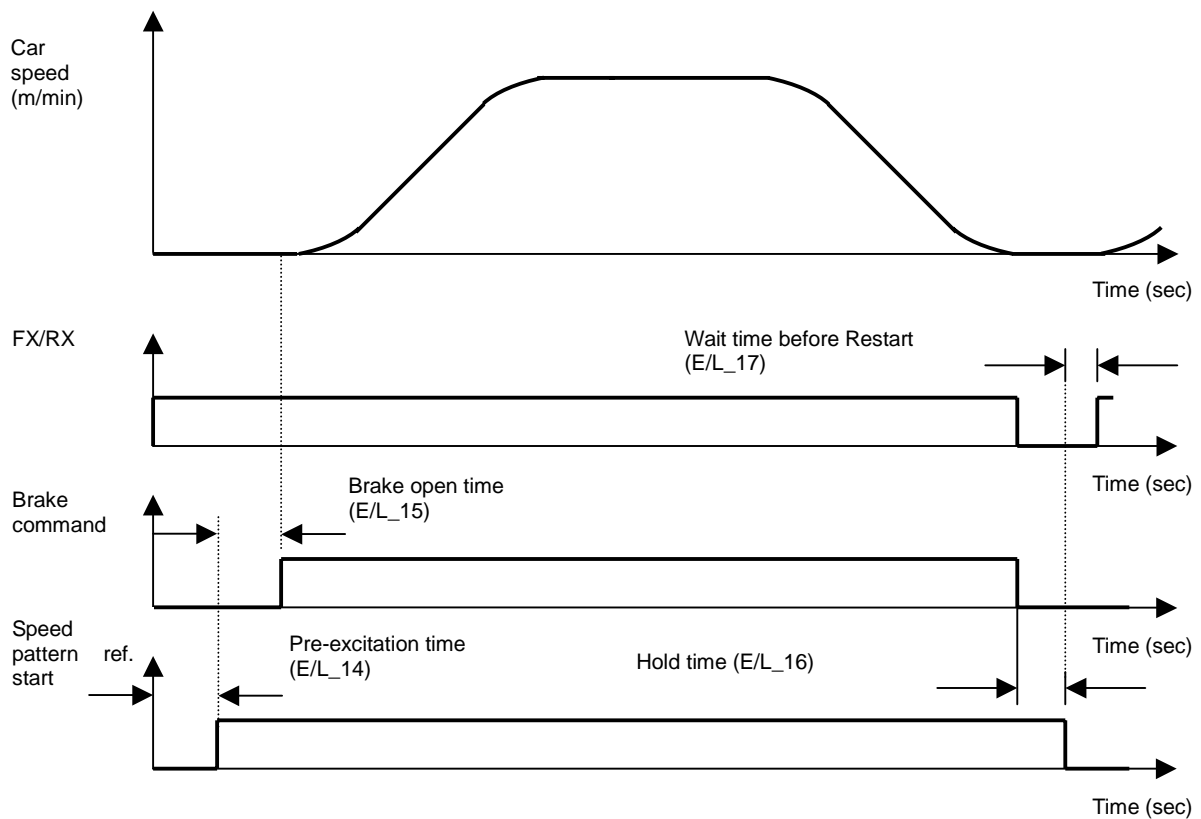 Car
speed
(m/min)
Time (sec)
FX/RX
Wait time before Restart
(E/L_17)
Time (sec)
Brake
command
Brake open time
(E/L_15)
Time (sec)
Speed
pattern ref.
start
Pre-excitation time
(E/L_14)
Hold time (E/L_16)
Time (sec)